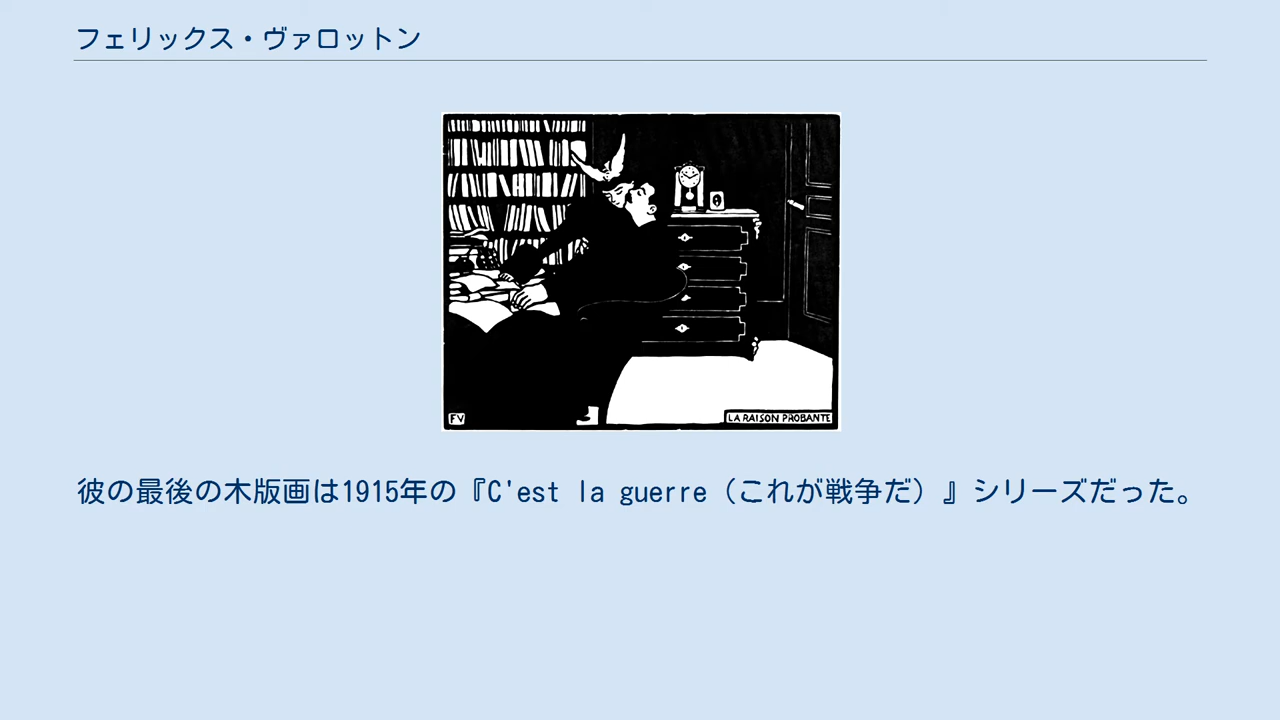 フェリックス・ヴァロットン
FV
LA RAISON PROBANTE
彼の最後の木版画は1915年の『C'est la guerre（これが戦争だ）』シリーズだった。